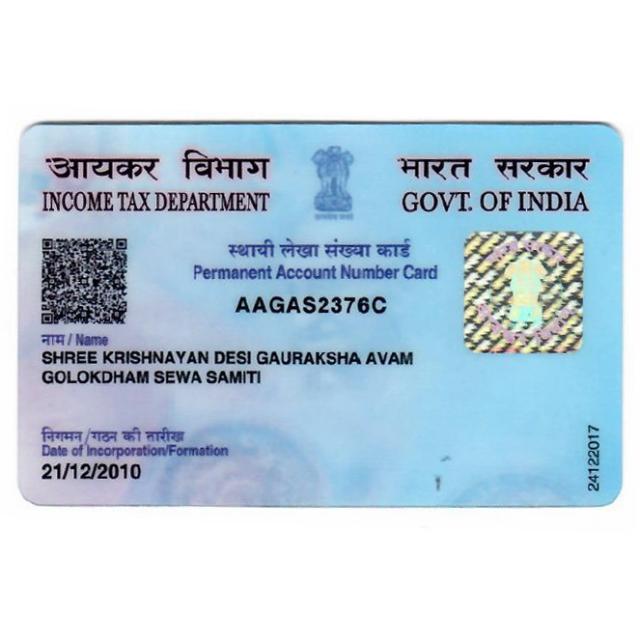 आयकर विभाग
INCOME TAX DEPARTMENT
भारत सरकार
GOVT. OF INDIA
स्थायी लेखा संख्या कार्ड
Permanent Account Number Card
AAGAS2376C
नाम / Name
SHREE KRISHNAYAN DESI GAURAKSHA AVAM
GOLOKDHAM SEWA SAMITI
निगमन/गठन की तारीख
Date of Incorporation/Formation
21/12/2010
24122017